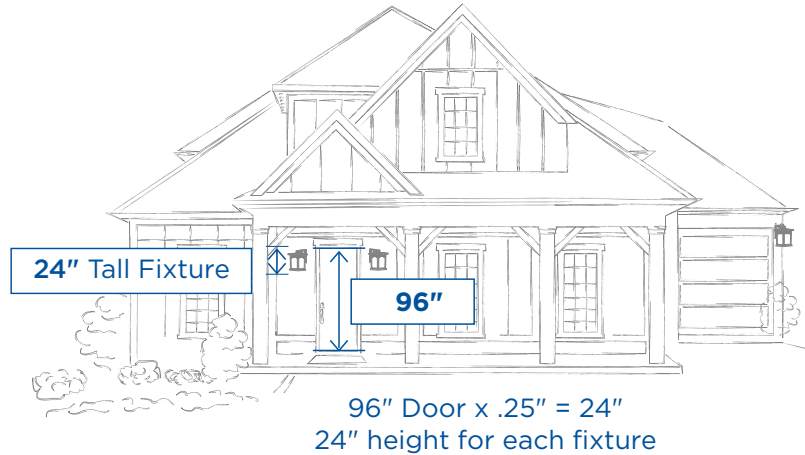 24" Tall Fixture
96"
96" Door x .25" = 24"
24" height for each fixture